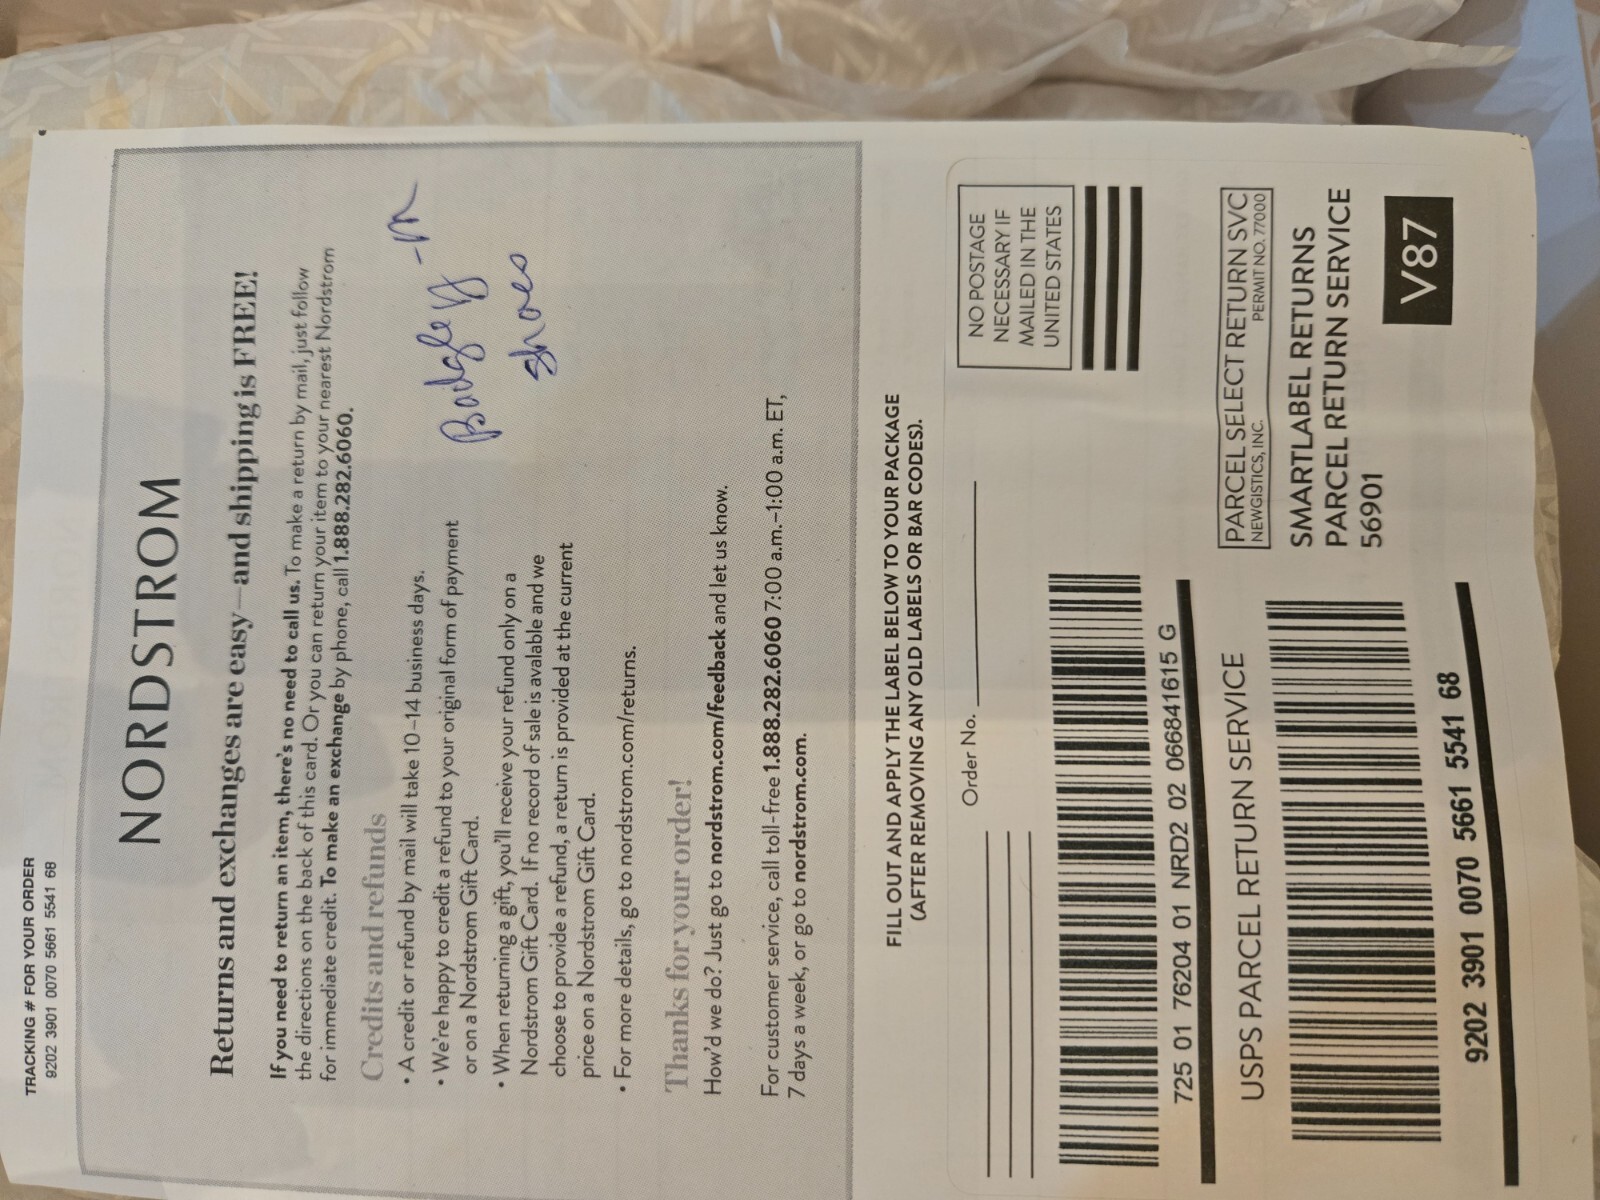 TRACKING # FOR YOUR ORDER
9202 3901 0070 5661 5541 68
NORDSTROM
Returns and exchanges are easy—and shipping is FREE!
If you need to return an item, there's no need to call us. To make a return by mail, just follow
the directions on the back of this card. Or you can return your item to your nearest Nordstrom
for immediate credit. To make an exchange by phone, call 1.888.282.6060.
Credits and refunds
• A credit or refund by mail will take 10–14 business days.
• We're happy to credit a refund to your original form of payment
or on a Nordstrom Gift Card.
• When returning a gift, you'll receive your refund only on a
Nordstrom Gift Card. If no record of sale is available and we
choose to provide a refund, a return is provided at the current
price on a Nordstrom Gift Card.
• For more details, go to nordstrom.com/returns.
Badgley -m
shoes
Thanks for your order!
How'd we do? Just go to nordstrom.com/feedback and let us know.
For customer service, call toll-free 1.888.282.6060 7:00 a.m.–1:00 a.m. ET,
7 days a week, or go to nordstrom.com.
FILL OUT AND APPLY THE LABEL BELOW TO YOUR PACKAGE
(AFTER REMOVING ANY OLD LABELS OR BAR CODES).
Order No.
NO POSTAGE
NECESSARY IF
MAILED IN THE
UNITED STATES
725 01 76204 01 NRD2 02 066841615 G
PARCEL SELECT RETURN SVC
NEWGISTICS, INC. PERMIT NO. 77000
USPS PARCEL RETURN SERVICE
SMARTLABEL RETURNS
PARCEL RETURN SERVICE
56901
V87
9202 3901 0070 5661 5541 68